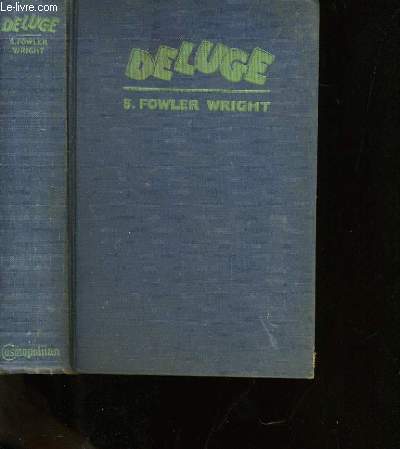 © le-livre.com
DELUGE
S. FOWLER
WRIGHT
Cosmopolitan
DELUGE
S. FOWLER WRIGHT